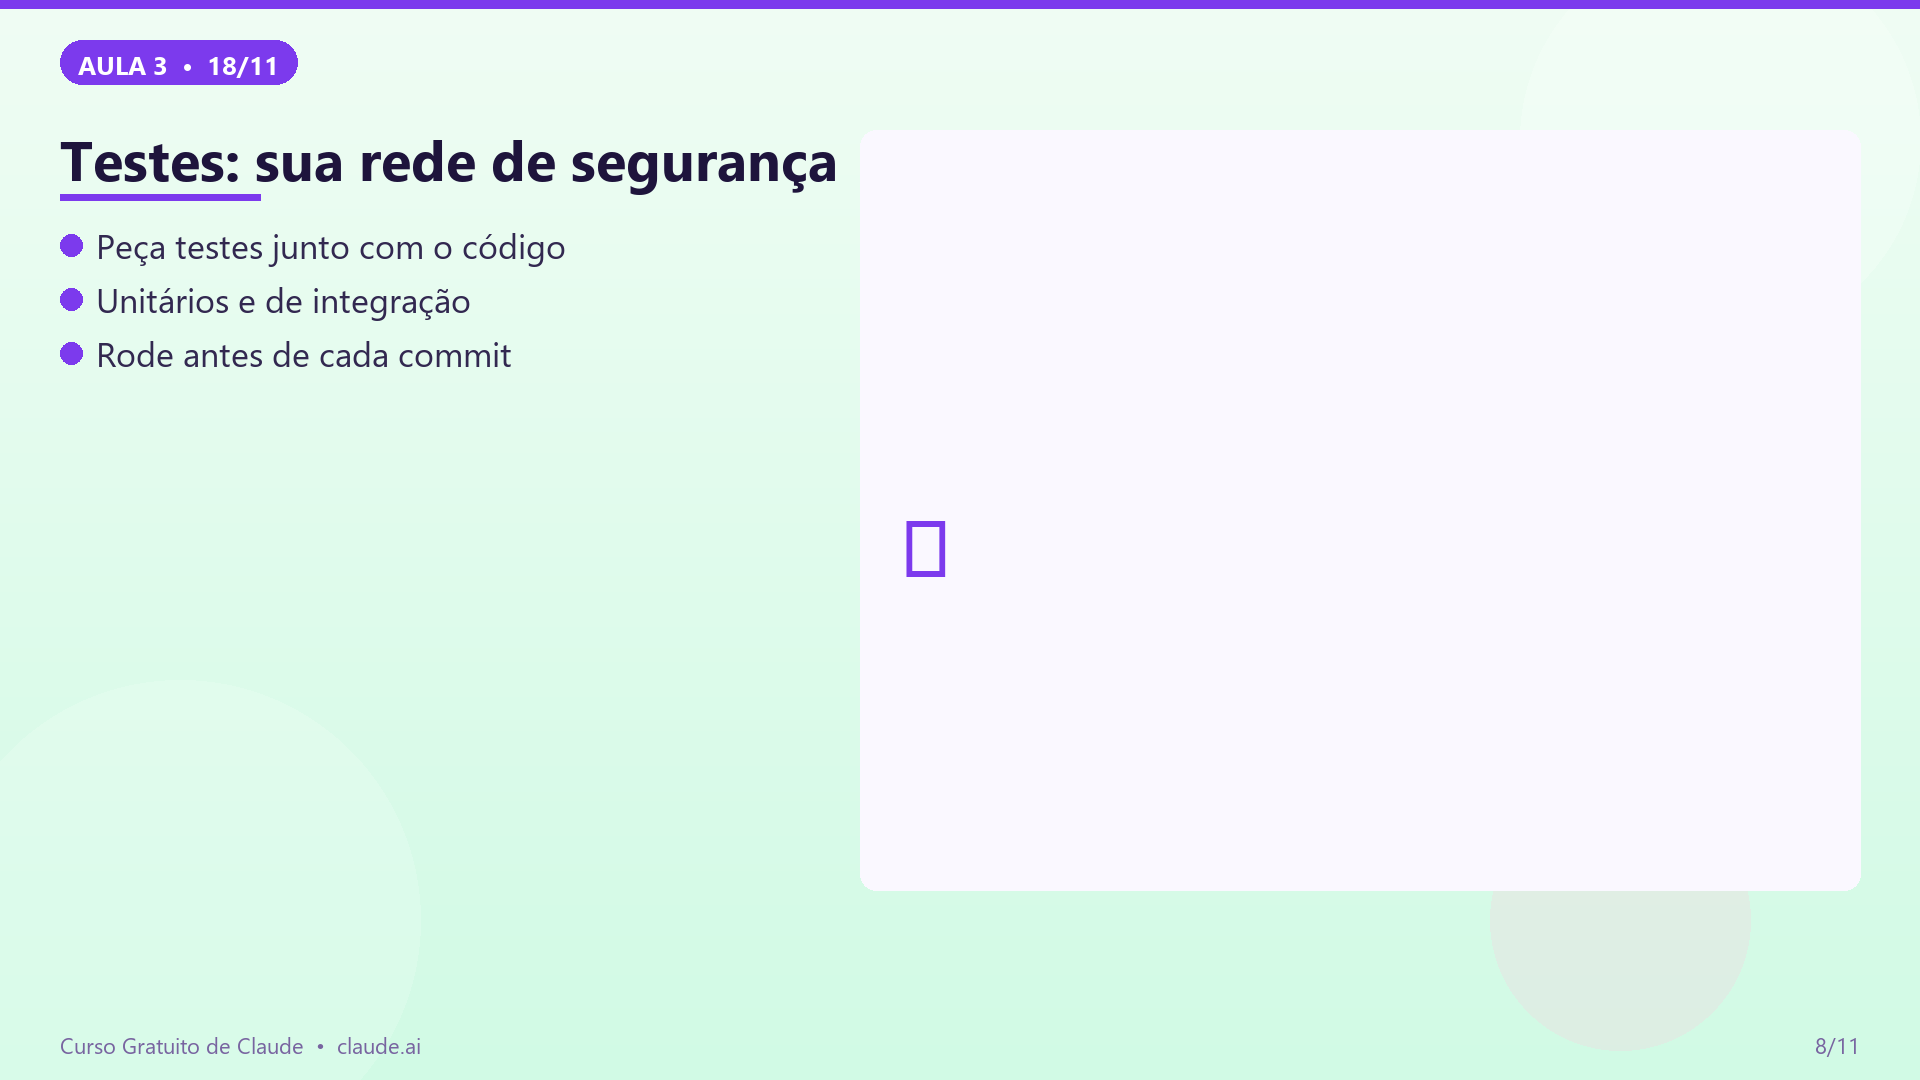 AULA 3 • 18/11
Testes: sua rede de segurança
Peça testes junto com o código
Unitários e de integração
Rode antes de cada commit
Curso Gratuito de Claude • claude.ai
8/11